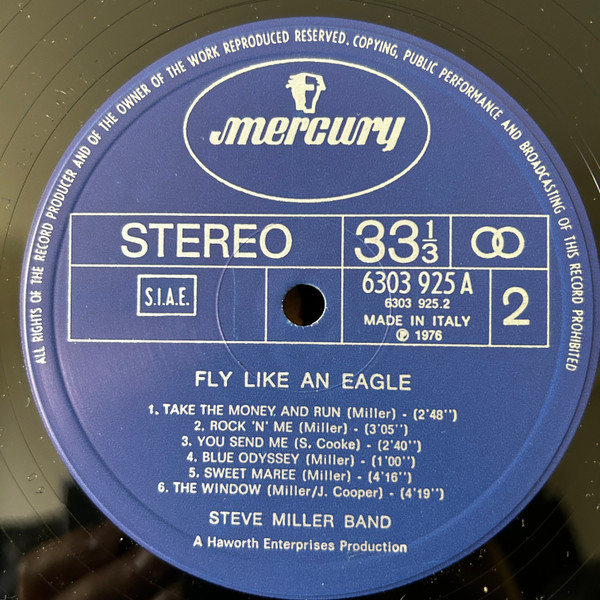 ALL RIGHTS OF THE RECORD PRODUCER AND OF THE OWNER OF THE WORK REPRODUCED RESERVED. COPYING, PUBLIC PERFORMANCE AND BROADCASTING OF THIS RECORD PROHIBITED
mercury
STEREO 33 1/3
S.I.A.E. 6303 925 A
6303 925.2
MADE IN ITALY 2
℗ 1976
FLY LIKE AN EAGLE
1. TAKE THE MONEY AND RUN (Miller) - (2'48'')
2. ROCK 'N' ME (Miller) - (3'05'')
3. YOU SEND ME (S. Cooke) - (2'40'')
4. BLUE ODYSSEY (Miller) - (1'00'')
5. SWEET MAREE (Miller) - (4'16'')
6. THE WINDOW (Miller/J. Cooper) - (4'19'')
STEVE MILLER BAND
A Haworth Enterprises Production